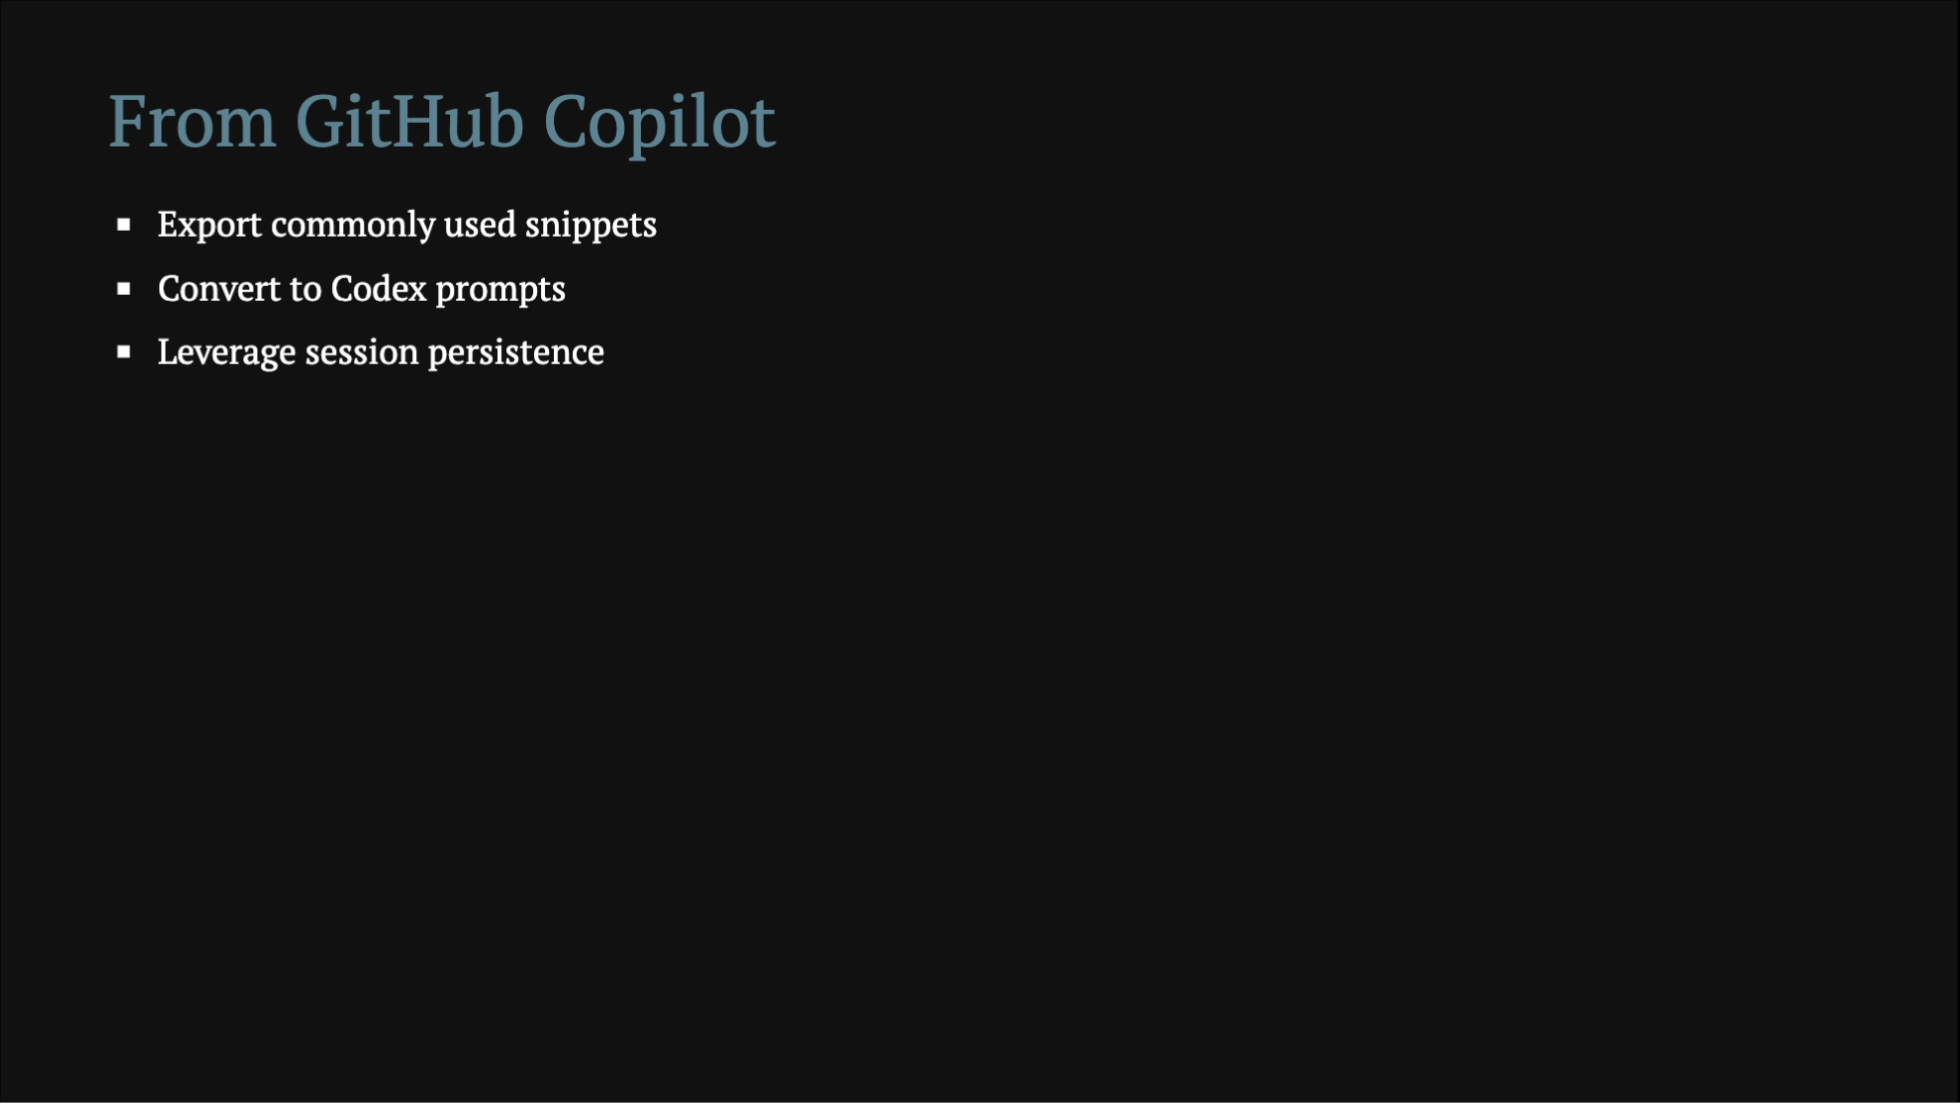 From GitHub Copilot
▪ Export commonly used snippets
▪ Convert to Codex prompts
▪ Leverage session persistence